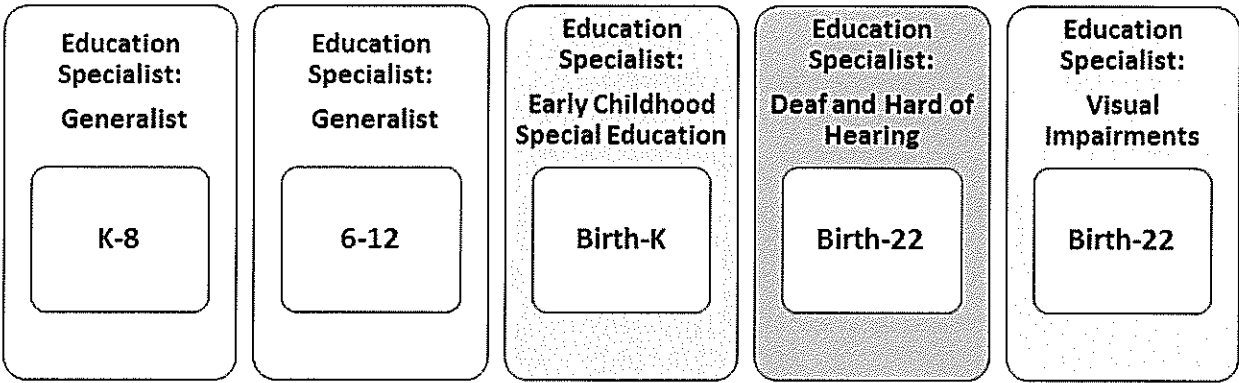 Education
Specialist:
Generalist
K-8
Education
Specialist:
Generalist
6-12
Education
Specialist:
Early Childhood
Special Education
Birth-K
Education
Specialist:
Deaf and Hard of
Hearing
Birth-22
Education
Specialist:
Visual
Impairments
Birth-22